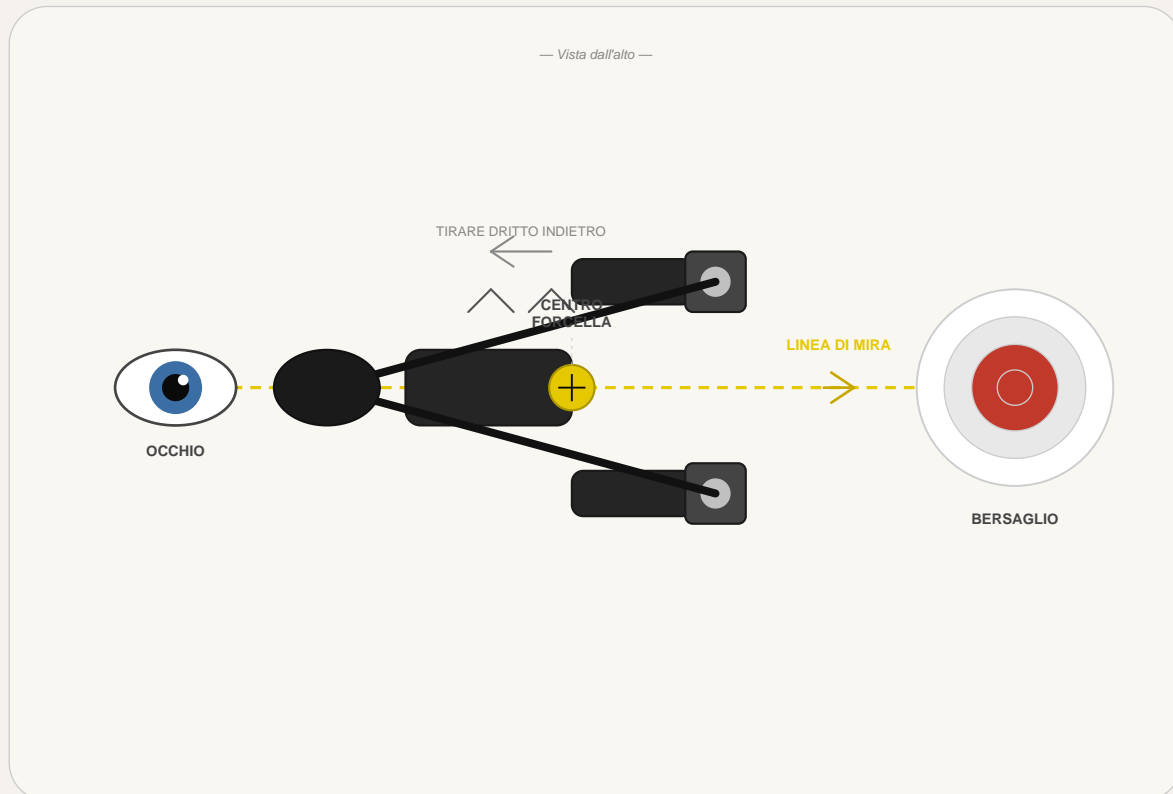 — Vista dall'alto —
TIRARE DRITTO INDIETRO
CENTRO
FORCELLA
LINEA DI MIRA
OCCHIO
BERSAGLIO